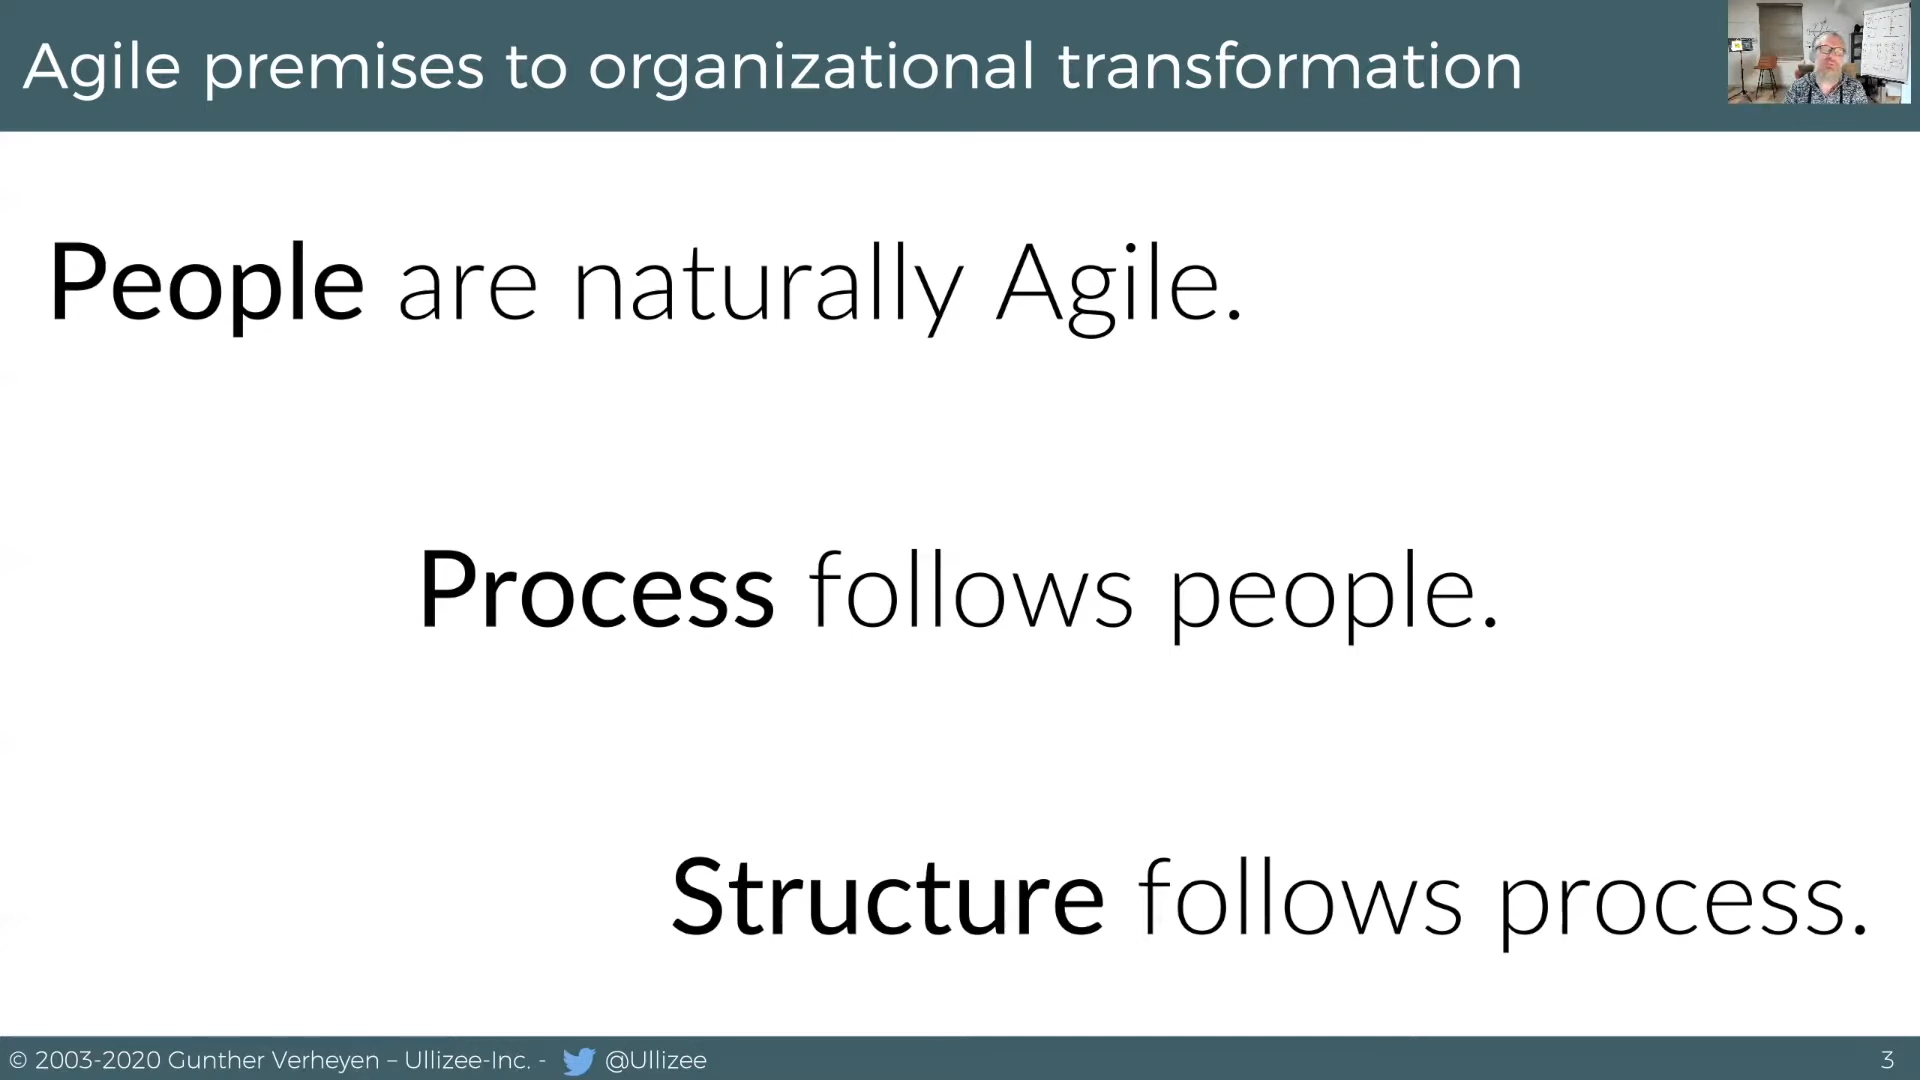 Agile premises to organizational transformation
People are naturally Agile.
Process follows people.
Structure follows process.
© 2003-2020 Gunther Verheyen – Ullizee-Inc. - @Ullizee
3